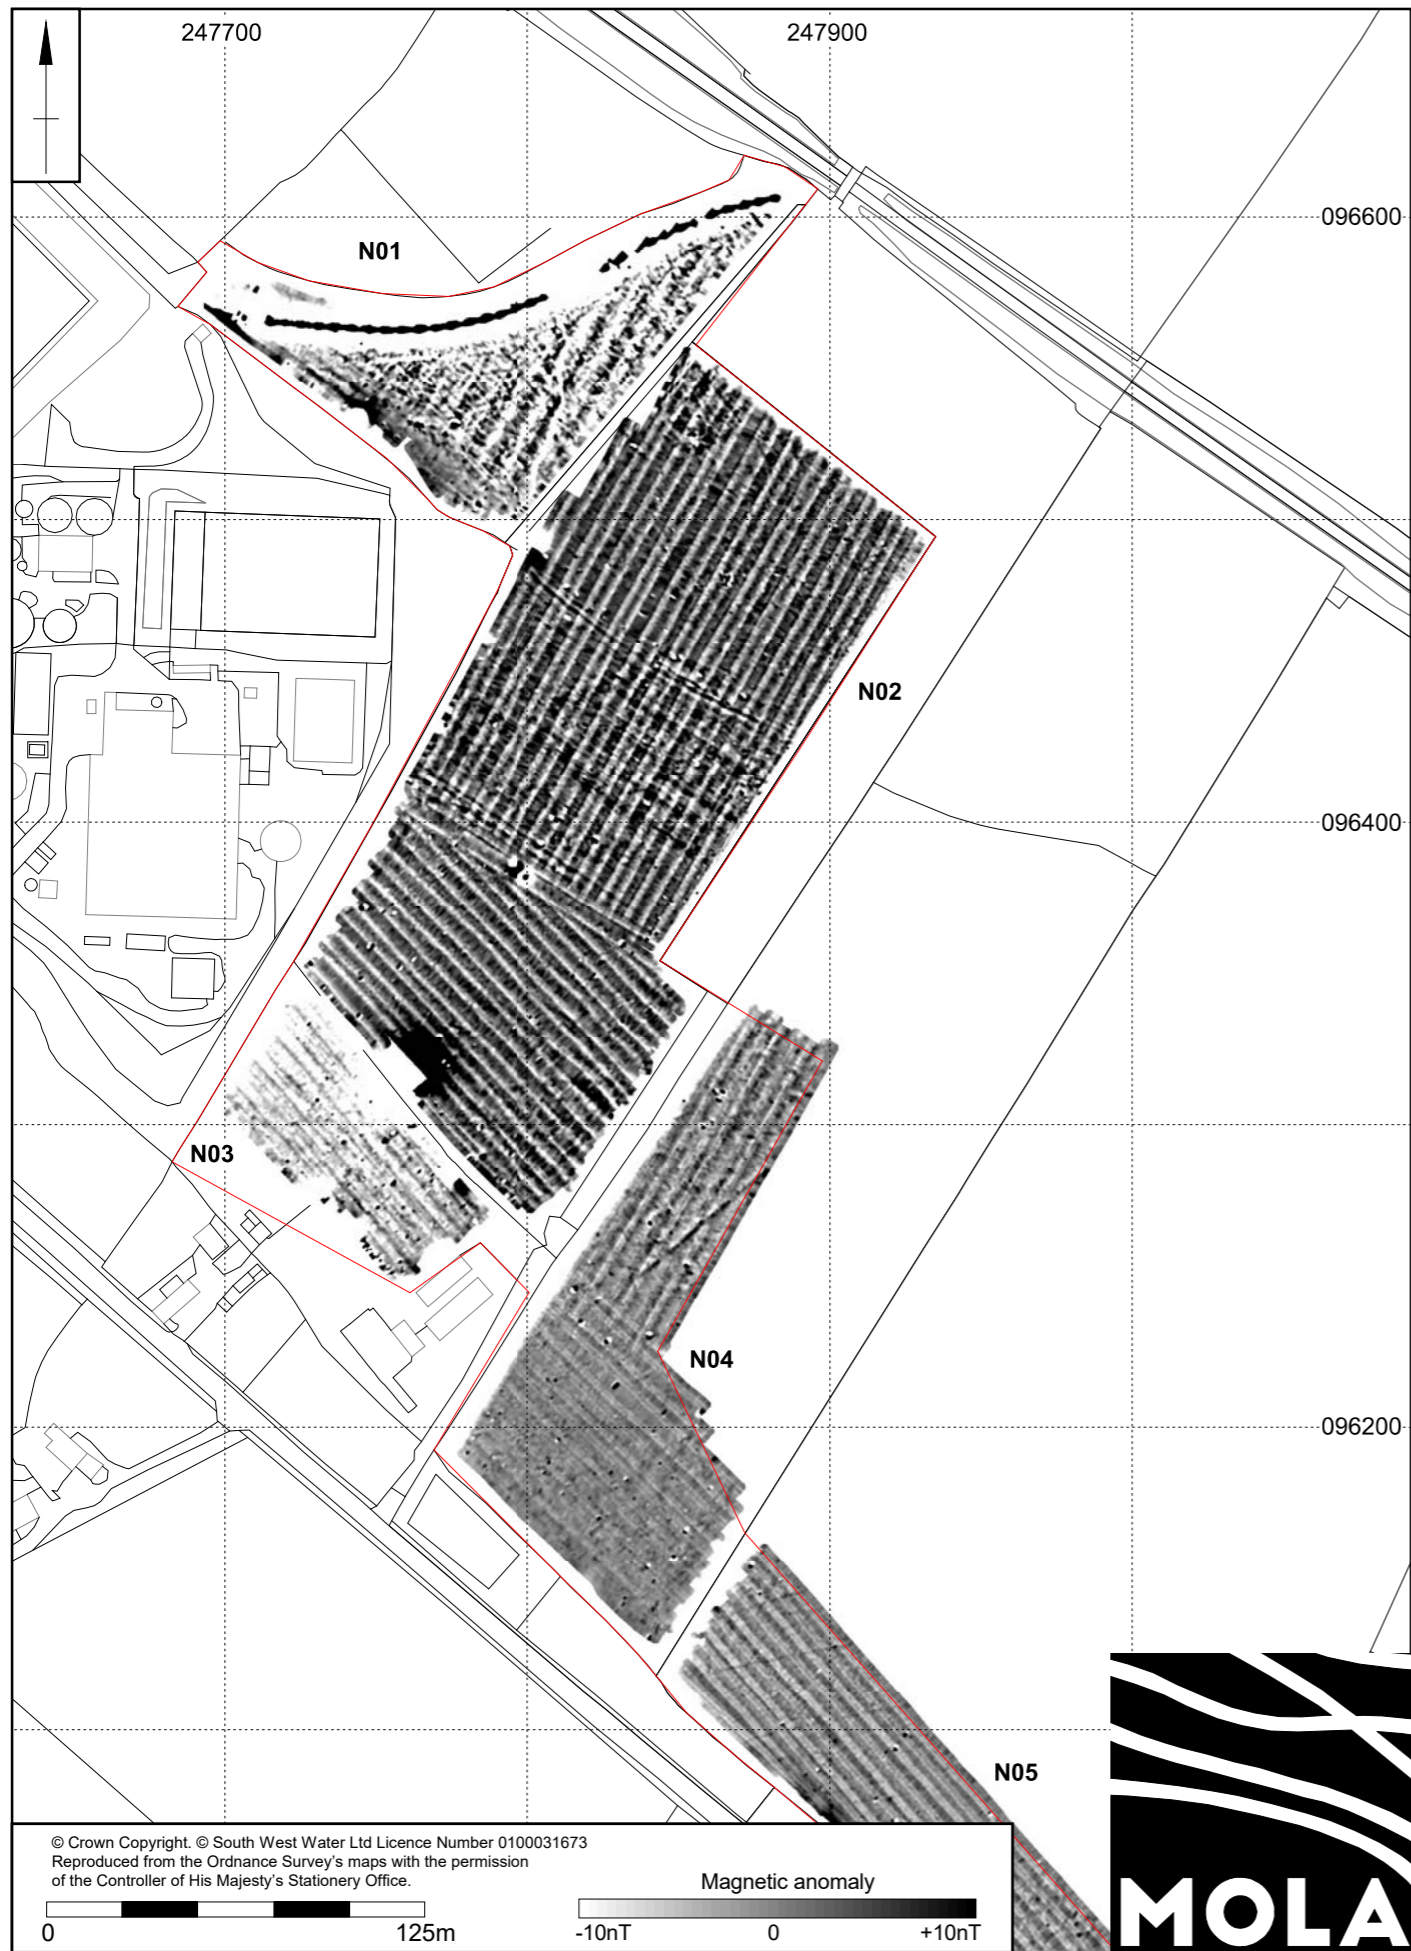 247700
247900
096600
N01
N02
096400
N03
N04
096200
N05
© Crown Copyright. © South West Water Ltd Licence Number 0100031673
Reproduced from the Ordnance Survey's maps with the permission
of the Controller of His Majesty's Stationery Office.
0
125m
Magnetic anomaly
-10nT
0
+10nT
MOLA